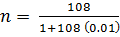 n = 108 / 1+108 (0.01)